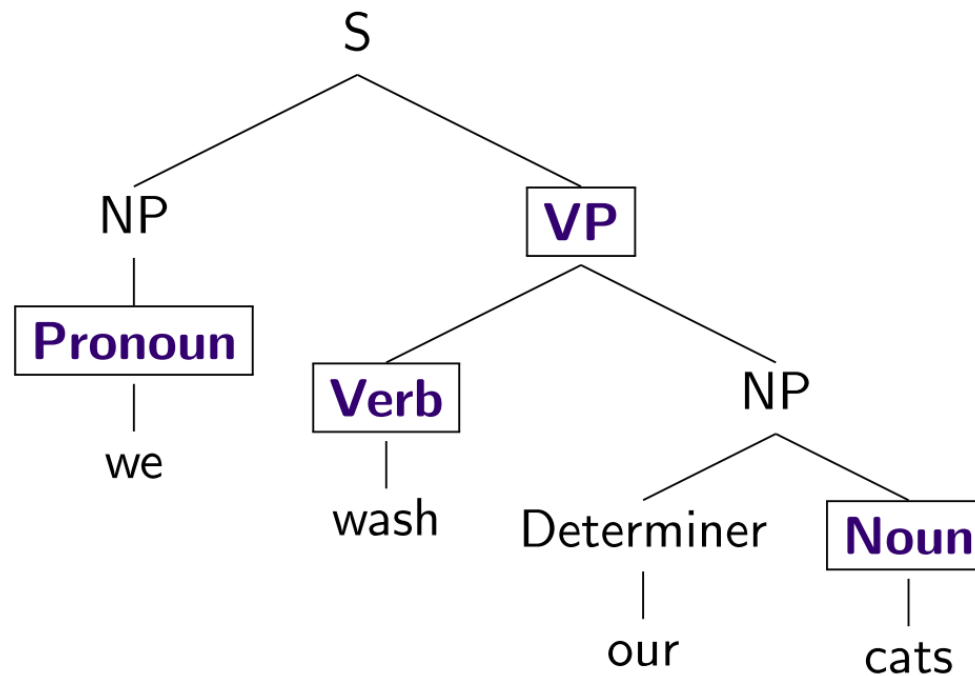 S
NP VP
Pronoun
Verb NP
we
wash Determiner Noun
our cats